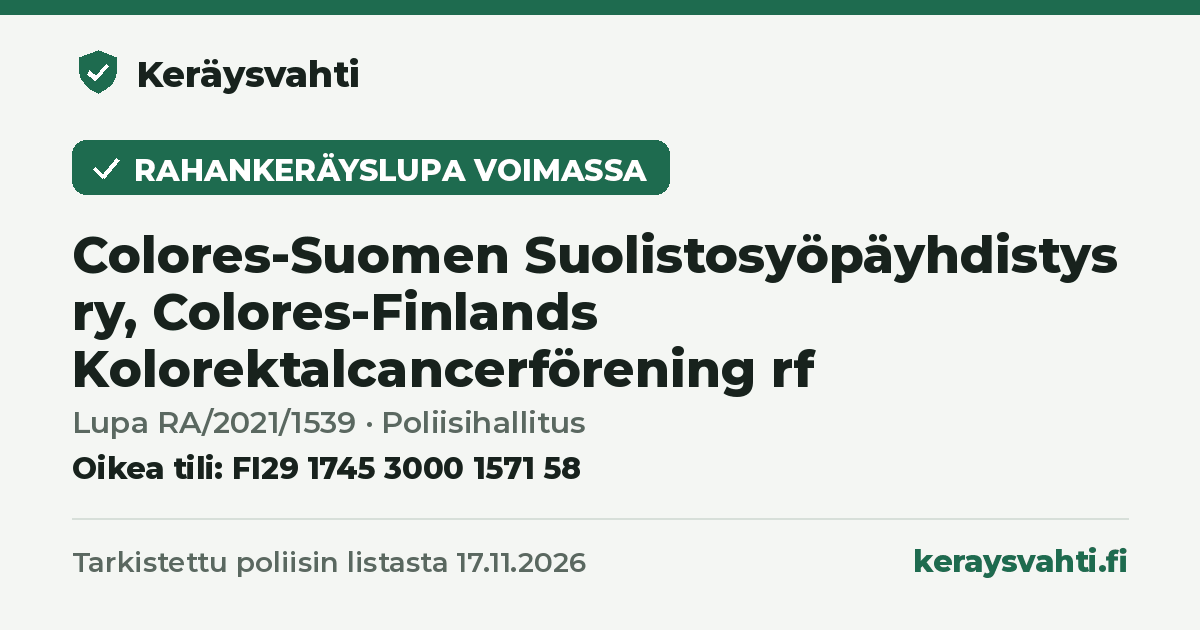 Keräysvahti
RAHANKERÄYSLUPA VOIMASSA
Colores-Suomen Suolistosyöpäyhdistys
ry, Colores-Finlands
Kolorektalcancerförening rf
Lupa RA/2021/1539 · Poliisihallitus
Oikea tili: FI29 1745 3000 1571 58
Tarkistettu poliisin listasta 17.11.2026
keraysvahti.fi